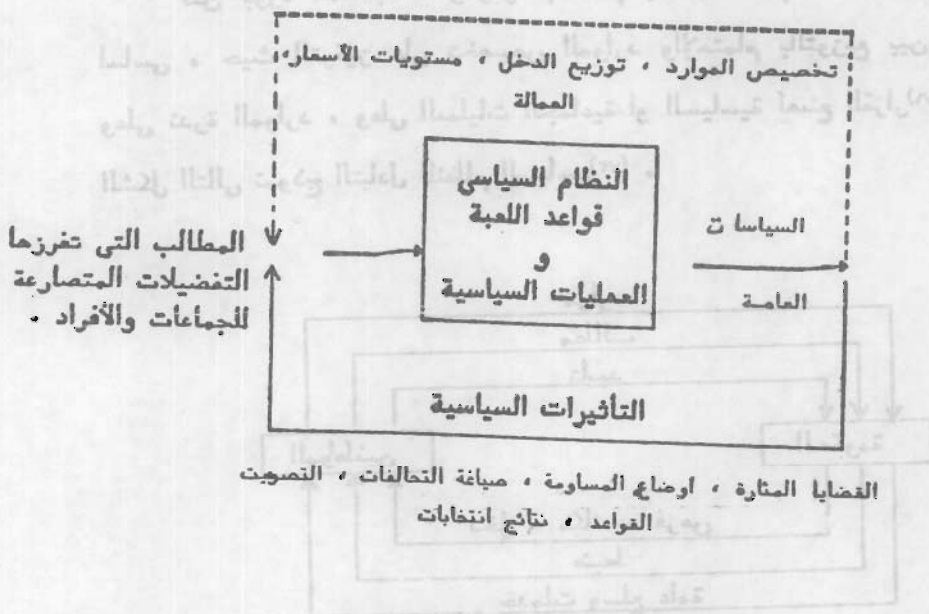 تخصيص الموارد ، توزيع الدخل ، مستويات الأسعار،
العمالة
النظام السياسي
قواعد اللعبة
و
العمليات السياسية
السياسات
العامة
المطالب التى تفرزها
التفضيلات المتصارعة
للجماعات والأفراد .
التأثيرات السياسية
القضايا المثارة ، اوضاع المساومة ، صياغة التحالفات ، التصويت
القواعد ، نتائج انتخابات